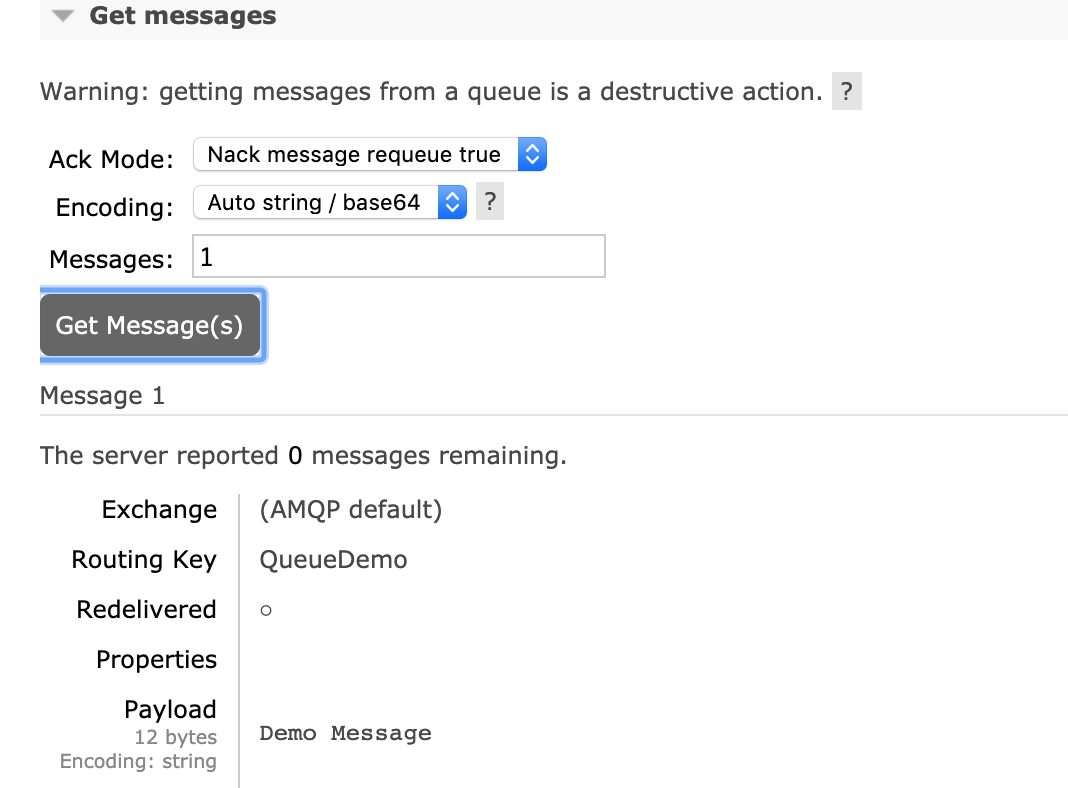 Get messages
Warning: getting messages from a queue is a destructive action. ?
Ack Mode: Nack message requeue true
Encoding: Auto string / base64 ?
Messages: 1
Get Message(s)
Message 1
The server reported 0 messages remaining.
Exchange (AMQP default)
Routing Key QueueDemo
Redelivered ○
Properties
Payload
12 bytes
Encoding: string
Demo Message